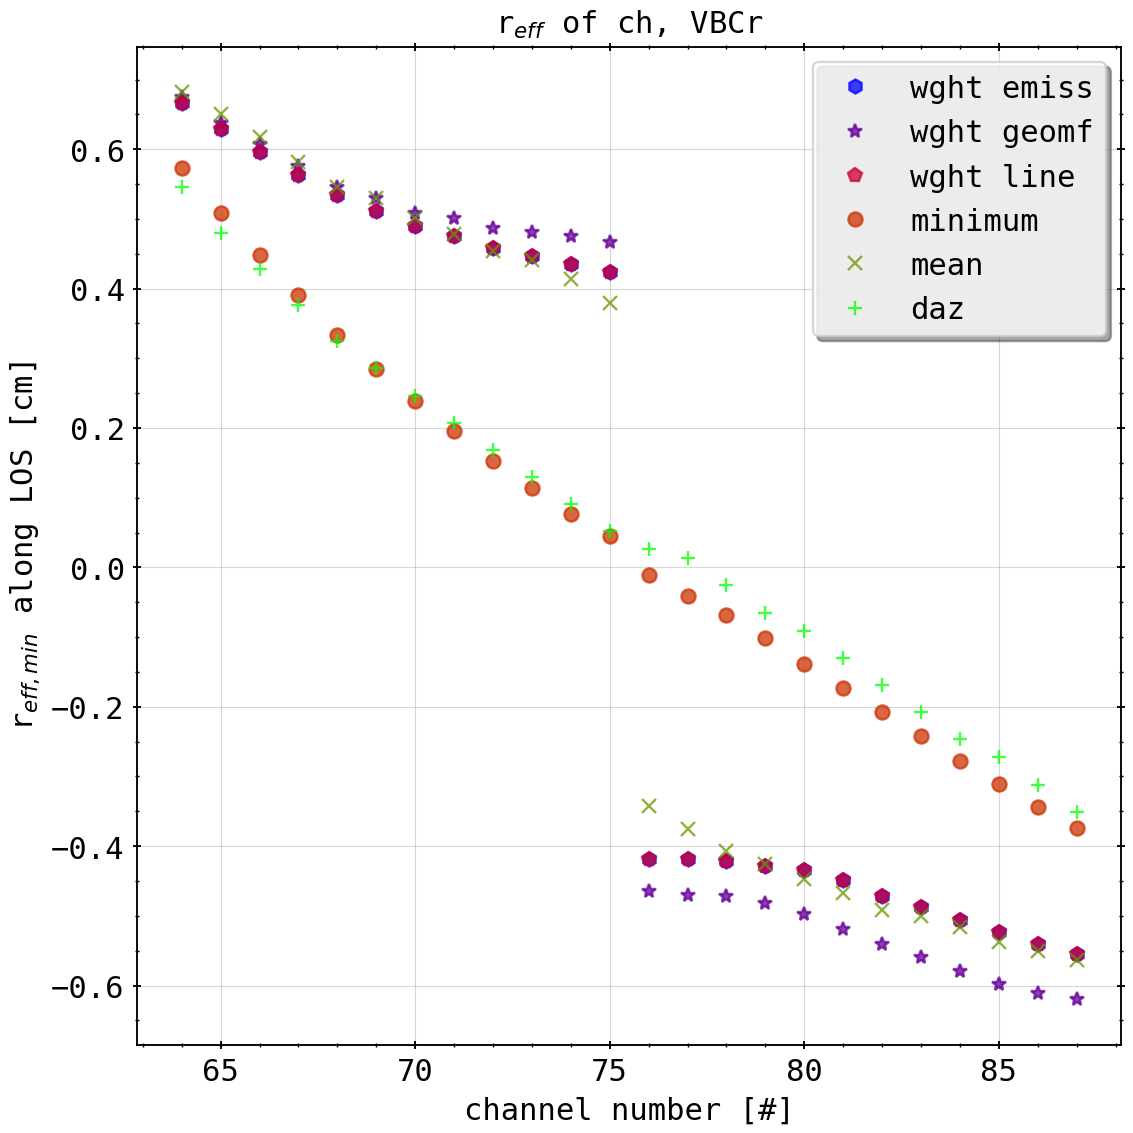 r_eff of ch, VBCr
wght emiss
wght geomf
wght line
minimum
mean
daz
0.6
0.4
0.2
0.0
−0.2
−0.4
−0.6
r_eff,min along LOS [cm]
65 70 75 80 85
channel number [#]